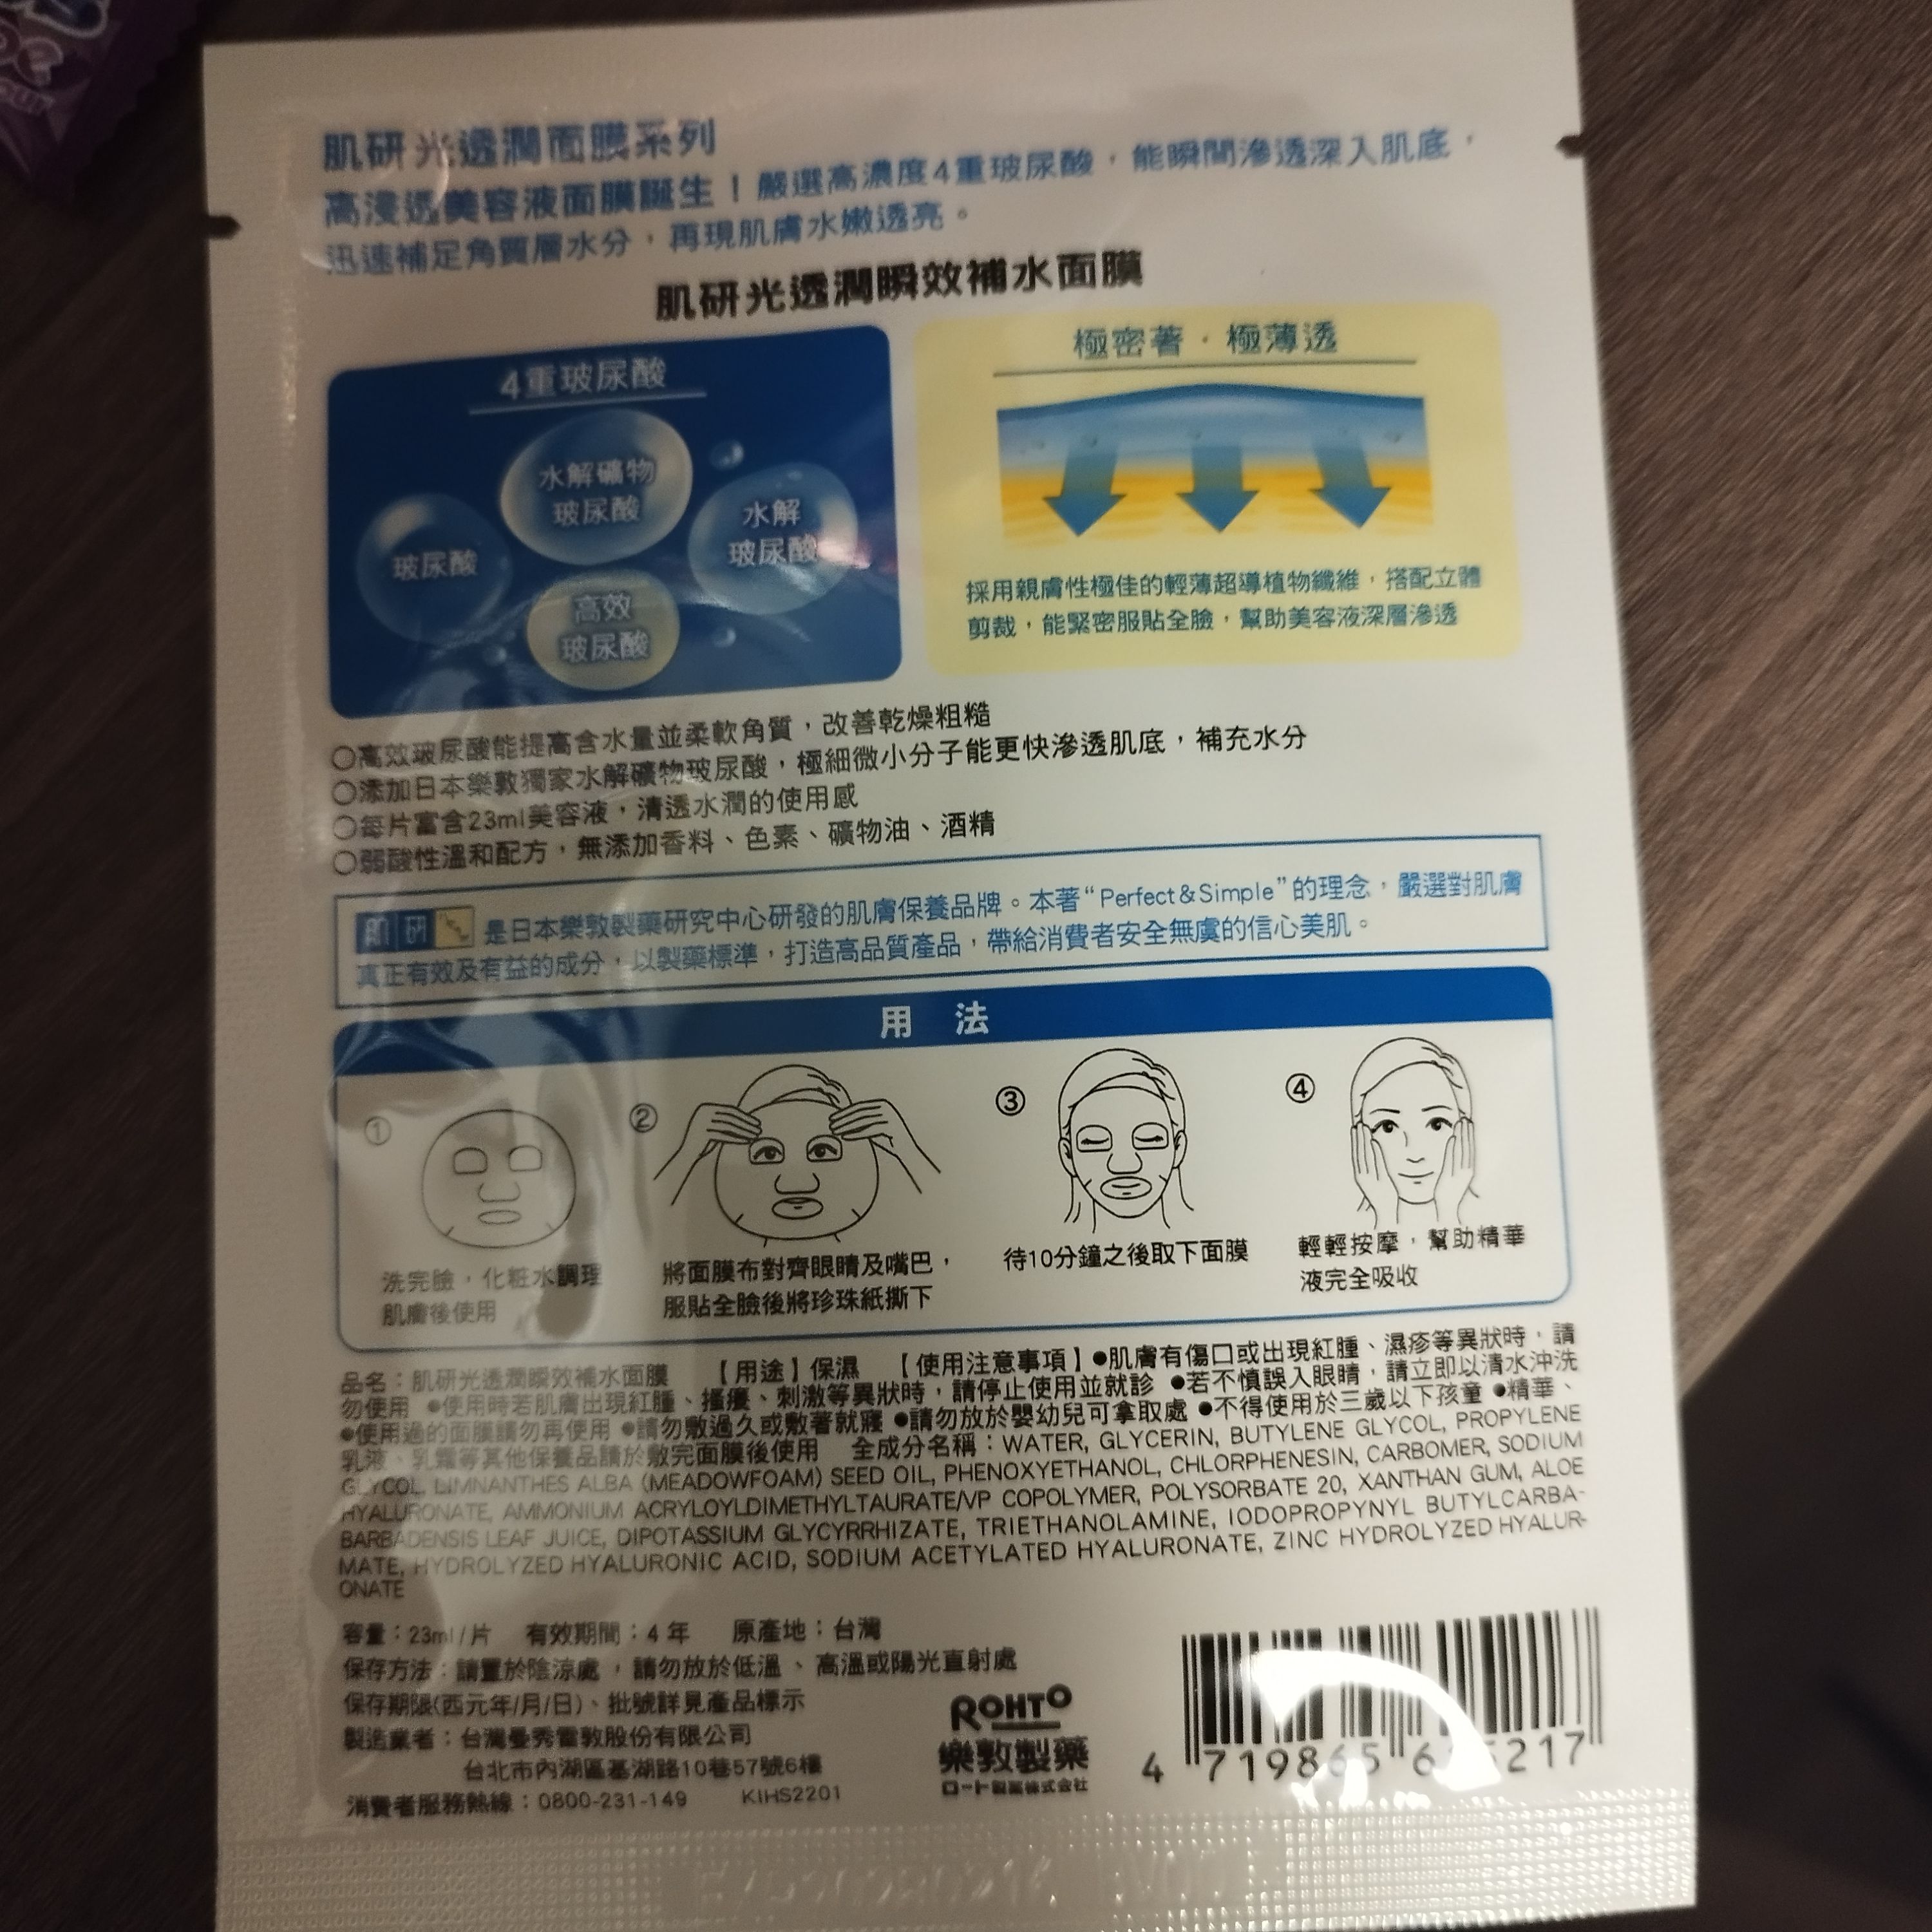 肌研光透潤面膜系列
高浸透美容液面膜誕生！嚴選高濃度4重玻尿酸，能瞬間滲透深入肌底，
迅速補足角質層水分，再現肌膚水嫩透亮。
肌研光透潤瞬效補水面膜
4重玻尿酸
水解礦物
玻尿酸
玻尿酸
水解
玻尿酸
高效
玻尿酸
極密著・極薄透
採用親膚性極佳的輕薄超導植物纖維，搭配立體
剪裁，能緊密服貼全臉，幫助美容液深層滲透
○高效玻尿酸能提高含水量並柔軟角質，改善乾燥粗糙
○添加日本樂敦獨家水解礦物玻尿酸，極細微小分子能更快滲透肌底，補充水分
○每片富含23ml美容液，清透水潤的使用感
○弱酸性溫和配方，無添加香料、色素、礦物油、酒精
肌研 是日本樂敦製藥研究中心研發的肌膚保養品牌。本著“Perfect&Simple”的理念，嚴選對肌膚
真正有效及有益的成分，以製藥標準，打造高品質產品，帶給消費者安全無虞的信心美肌。
用 法
①
洗完臉，化粧水調理
肌膚後使用
②
將面膜布對齊眼睛及嘴巴，
服貼全臉後將珍珠紙撕下
③
待10分鐘之後取下面膜
④
輕輕按摩，幫助精華
液完全吸收
品名：肌研光透潤瞬效補水面膜 【用途】保濕 【使用注意事項】●肌膚有傷口或出現紅腫、濕疹等異狀時，請
勿使用 ●使用時若肌膚出現紅腫、搔癢、刺激等異狀時，請停止使用並就診 ●若不慎誤入眼睛，請立即以清水沖洗
●使用過的面膜請勿再使用 ●請勿敷過久或敷著就寢 ●請勿放於嬰幼兒可拿取處 ●不得使用於三歲以下孩童 ●精華、
乳液、乳霜等其他保養品請於敷完面膜後使用 全成分名稱：WATER, GLYCERIN, BUTYLENE GLYCOL, PROPYLENE
GLYCOL, LIMNANTHES ALBA (MEADOWFOAM) SEED OIL, PHENOXYETHANOL, CHLORPHENESIN, CARBOMER, SODIUM
HYALURONATE, AMMONIUM ACRYLOYLDIMETHYLTAURATE/VP COPOLYMER, POLYSORBATE 20, XANTHAN GUM, ALOE
BARBADENSIS LEAF JUICE, DIPOTASSIUM GLYCYRRHIZATE, TRIETHANOLAMINE, IODOPROPYNYL BUTYLCARBA-
MATE, HYDROLYZED HYALURONIC ACID, SODIUM ACETYLATED HYALURONATE, ZINC HYDROLYZED HYALUR-
ONATE
容量：23ml/片 有效期間：4年 原產地：台灣
保存方法：請置於陰涼處，請勿放於低溫、高溫或陽光直射處
保存期限(西元年/月/日)、批號詳見產品標示
製造業者：台灣曼秀雷敦股份有限公司
台北市內湖區基湖路10巷57號6樓
消費者服務熱線：0800-231-149 KIHS2201
ROHTO
樂敦製藥
ロート製薬株式会社
4 719865 6 5217